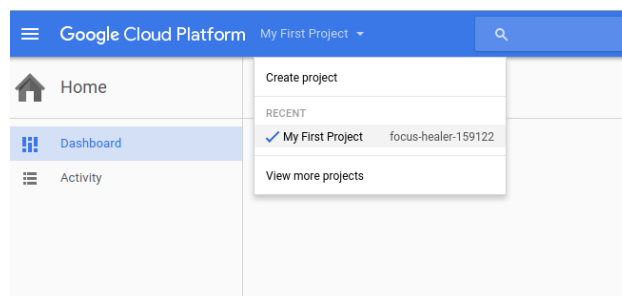 Google Cloud Platform My First Project
Home
Create project
RECENT
My First Project focus-healer-159122
View more projects
Dashboard
Activity